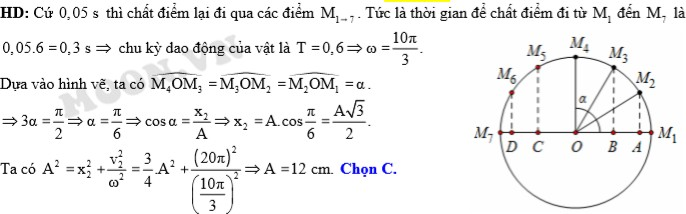 HD: Cứ 0,05 s thì chất điểm lại đi qua các điểm M₁₋₇. Tức là thời gian để chất điểm đi từ M₁ đến M₇ là
0,05.6 = 0,3 s ⇒ chu kỳ dao động của vật là T = 0,6 ⇒ ω = 10π/3.
Dựa vào hình vẽ, ta có M₄OM₃ = M₃OM₂ = M₂OM₁ = α.
⇒ 3α = π/2 ⇒ α = π/6 ⇒ cos α = x₂/A ⇒ x₂ = A.cos π/6 = A√3/2.
Ta có A² = x₂² + v₂²/ω² = 3/4.A² + (20π)²/(10π/3)² ⇒ A = 12 cm. Chọn C.
M₄
M₅
M₃
M₆
M₂
α
M₇
M₁
D C O B A
MOON.VN